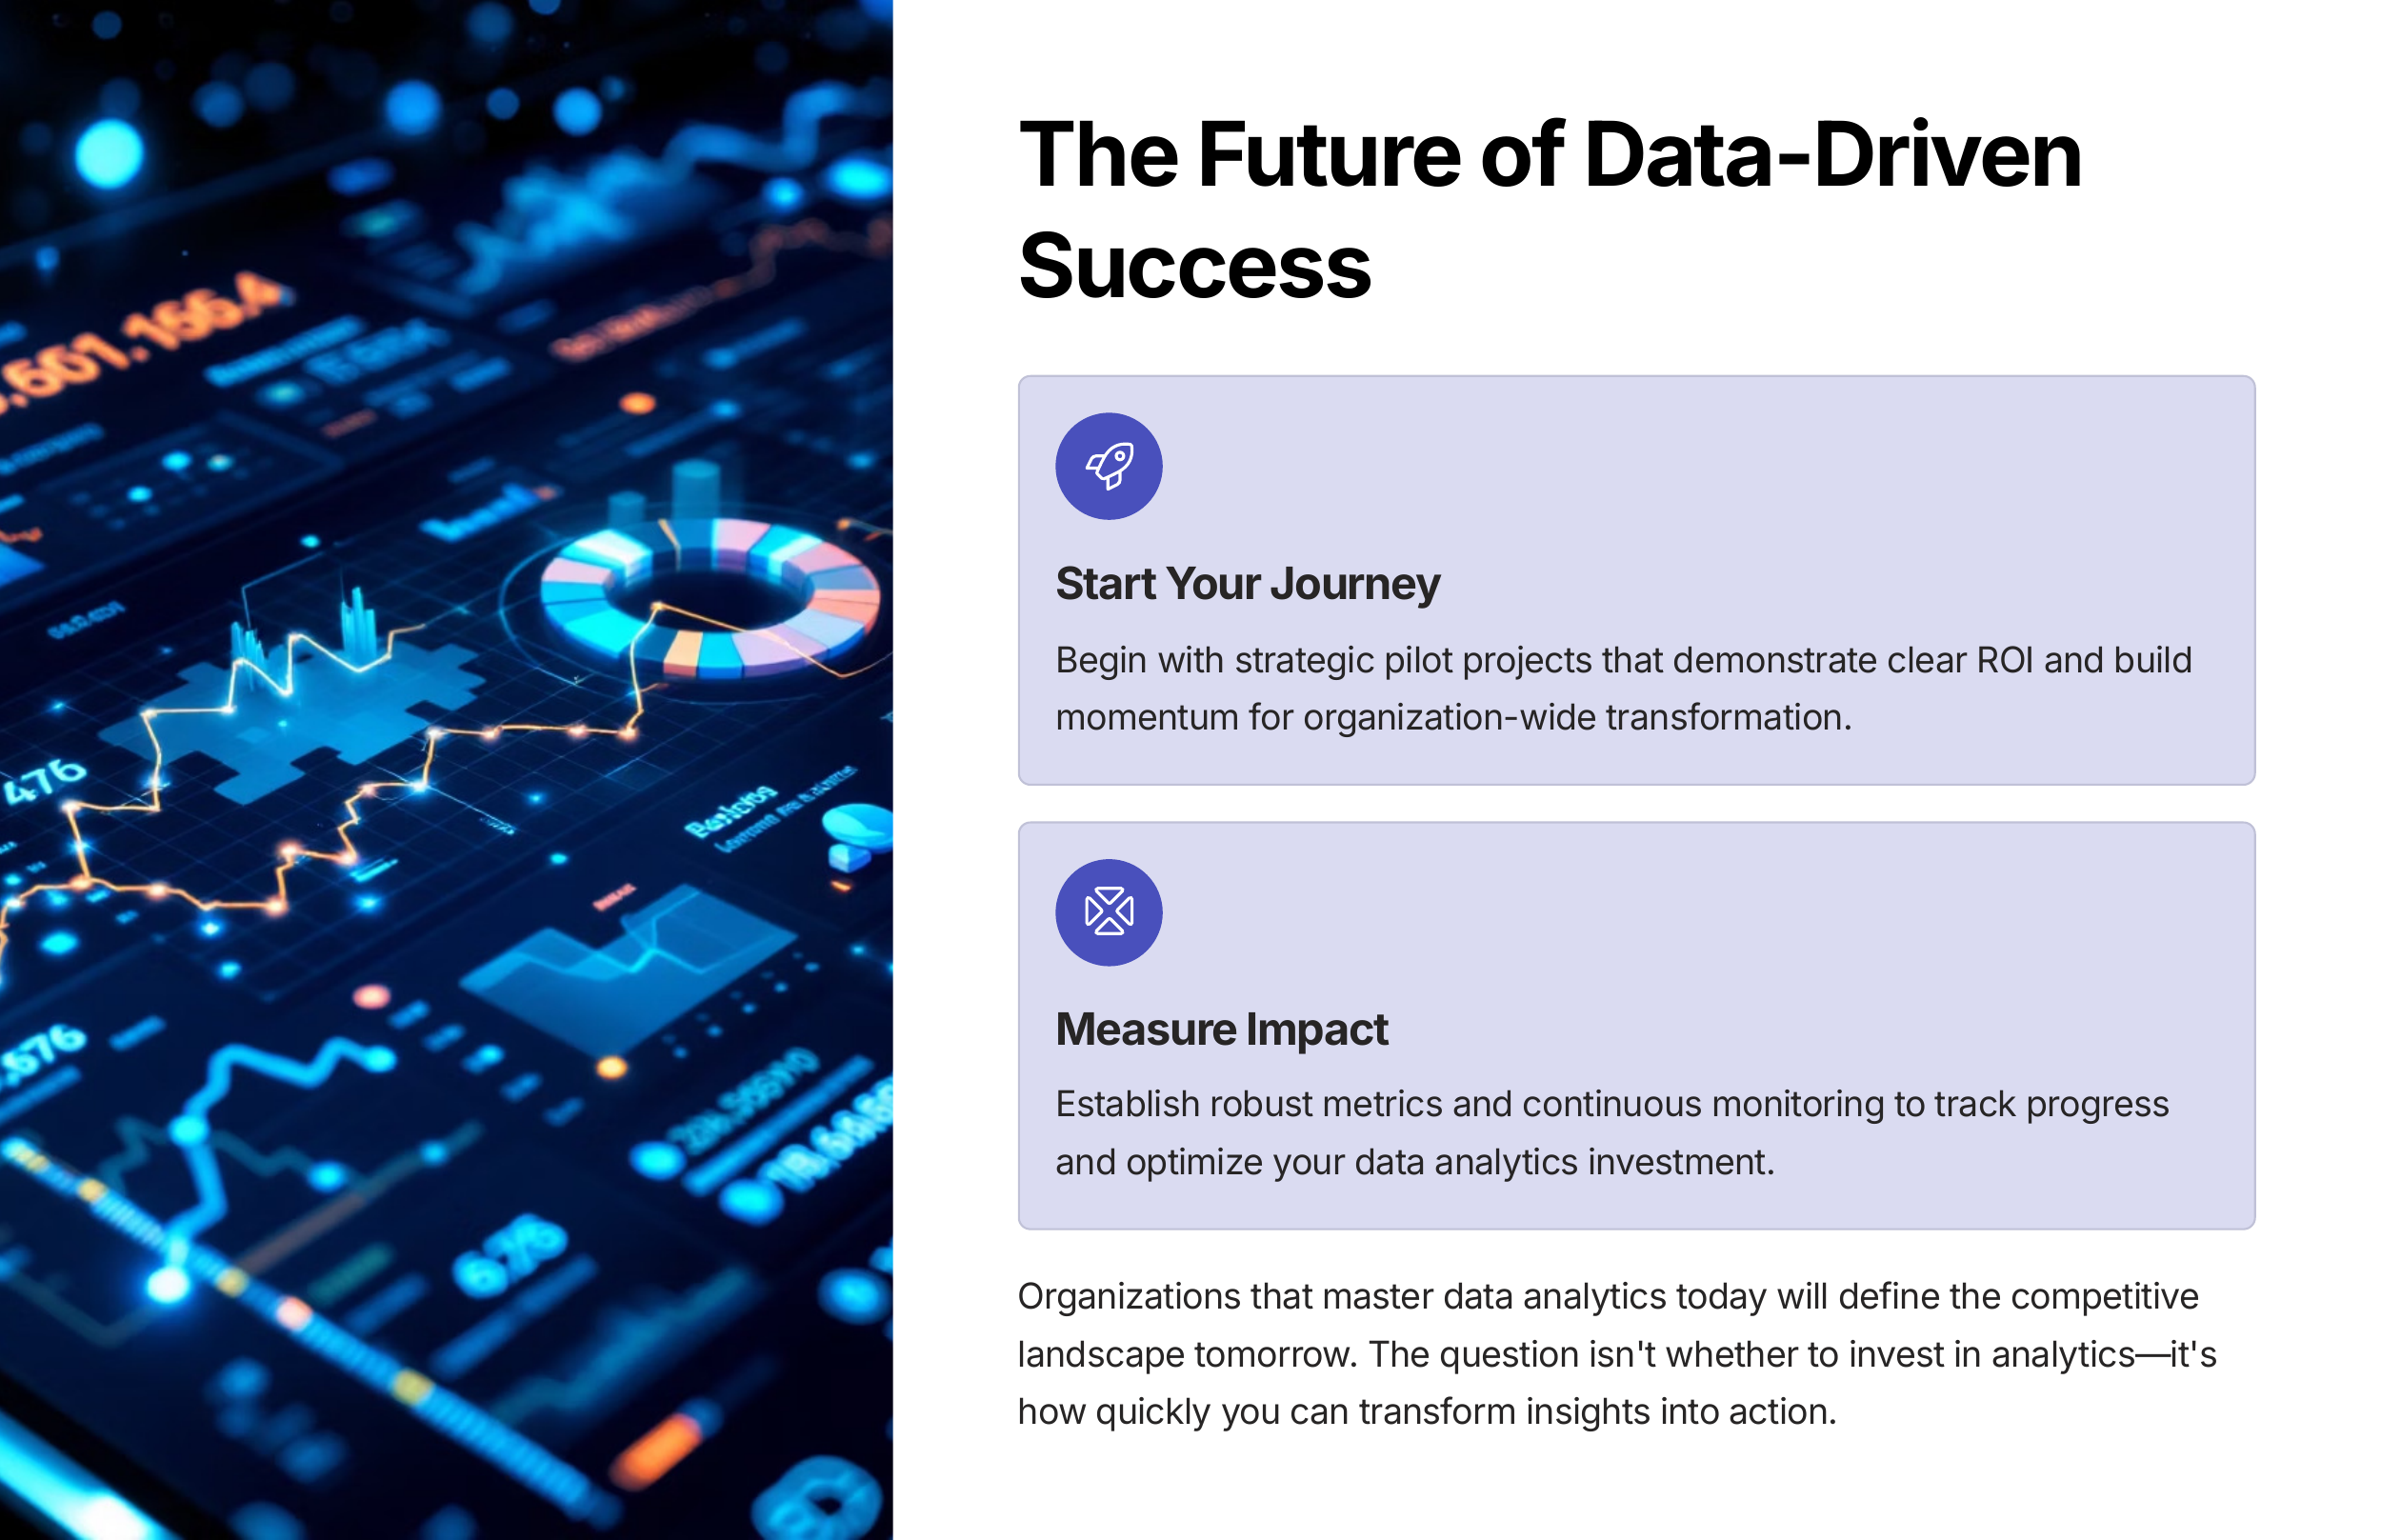 The Future of Data-Driven
Success
Start Your Journey
Begin with strategic pilot projects that demonstrate clear ROI and build
momentum for organization-wide transformation.
Measure Impact
Establish robust metrics and continuous monitoring to track progress
and optimize your data analytics investment.
Organizations that master data analytics today will define the competitive
landscape tomorrow. The question isn't whether to invest in analytics—it's
how quickly you can transform insights into action.
476